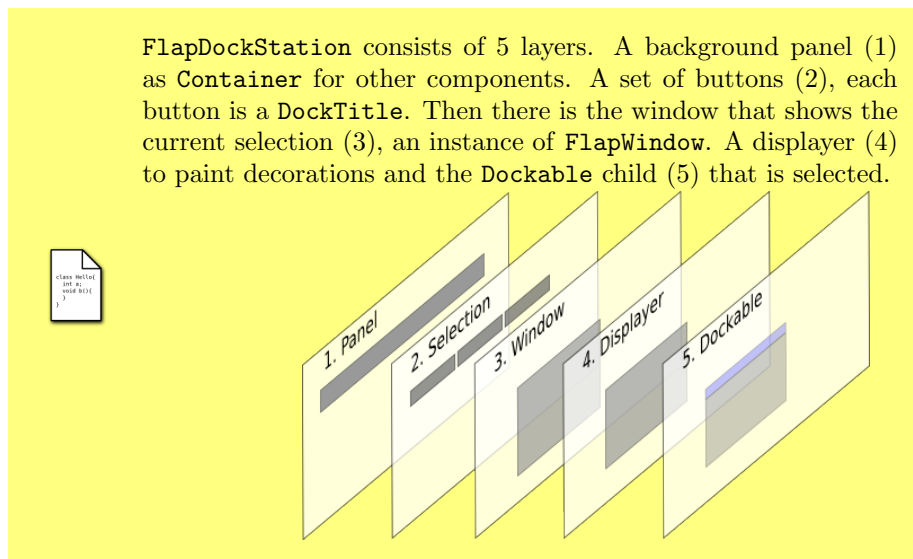 FlapDockStation consists of 5 layers. A background panel (1)
as Container for other components. A set of buttons (2), each
button is a DockTitle. Then there is the window that shows the
current selection (3), an instance of FlapWindow. A displayer (4)
to paint decorations and the Dockable child (5) that is selected.
class Hello{
int a;
void b(){
}
}
1. Panel
2. Selection
3. Window
4. Displayer
5. Dockable